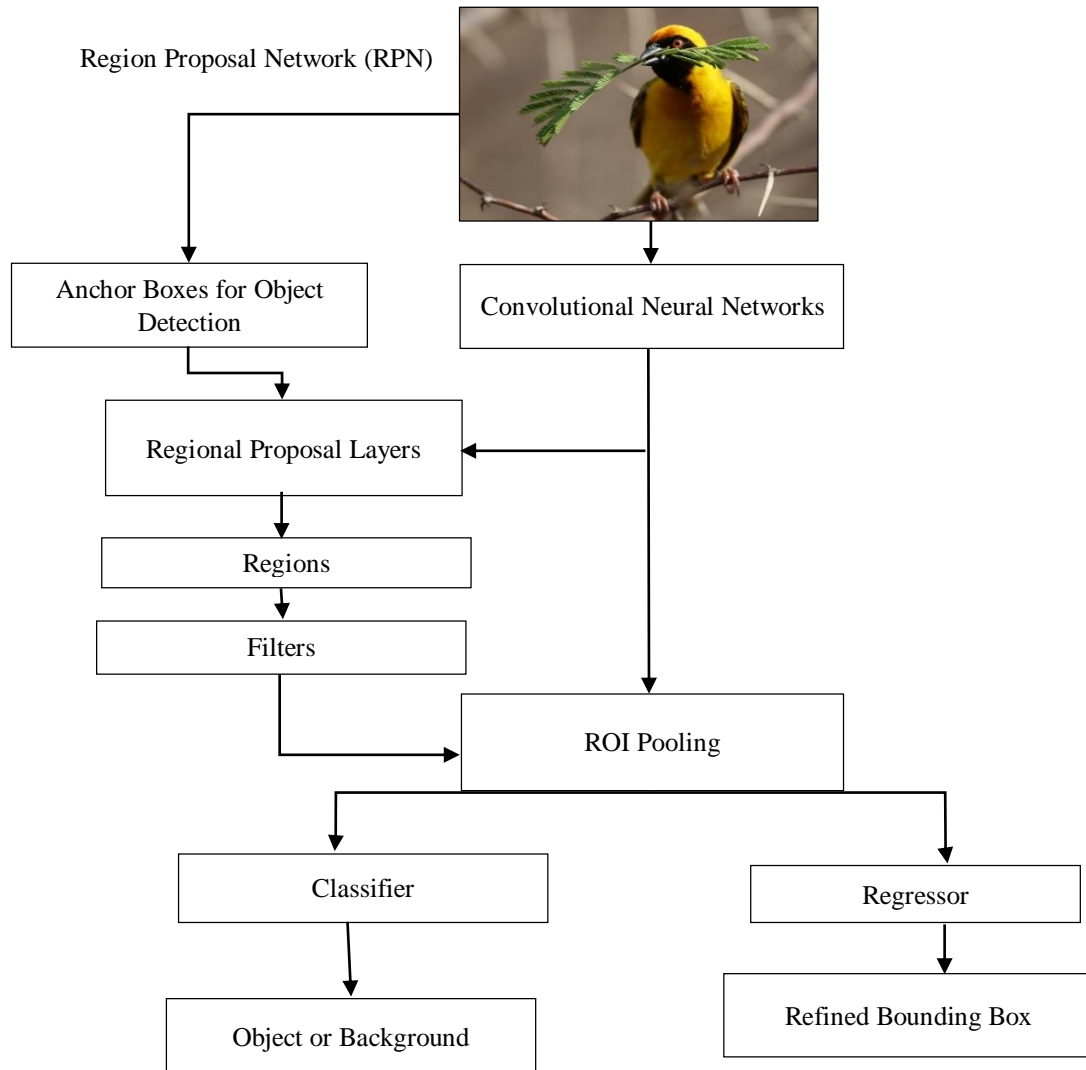 Region Proposal Network (RPN)
Anchor Boxes for Object
Detection
Convolutional Neural Networks
Regional Proposal Layers
Regions
Filters
ROI Pooling
Classifier
Regressor
Object or Background
Refined Bounding Box